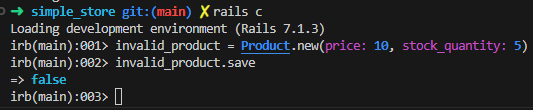 ➜ simple_store git:(main) ✗ rails c
Loading development environment (Rails 7.1.3)
irb(main):001> invalid_product = Product.new(price: 10, stock_quantity: 5)
irb(main):002> invalid_product.save
=> false
irb(main):003>